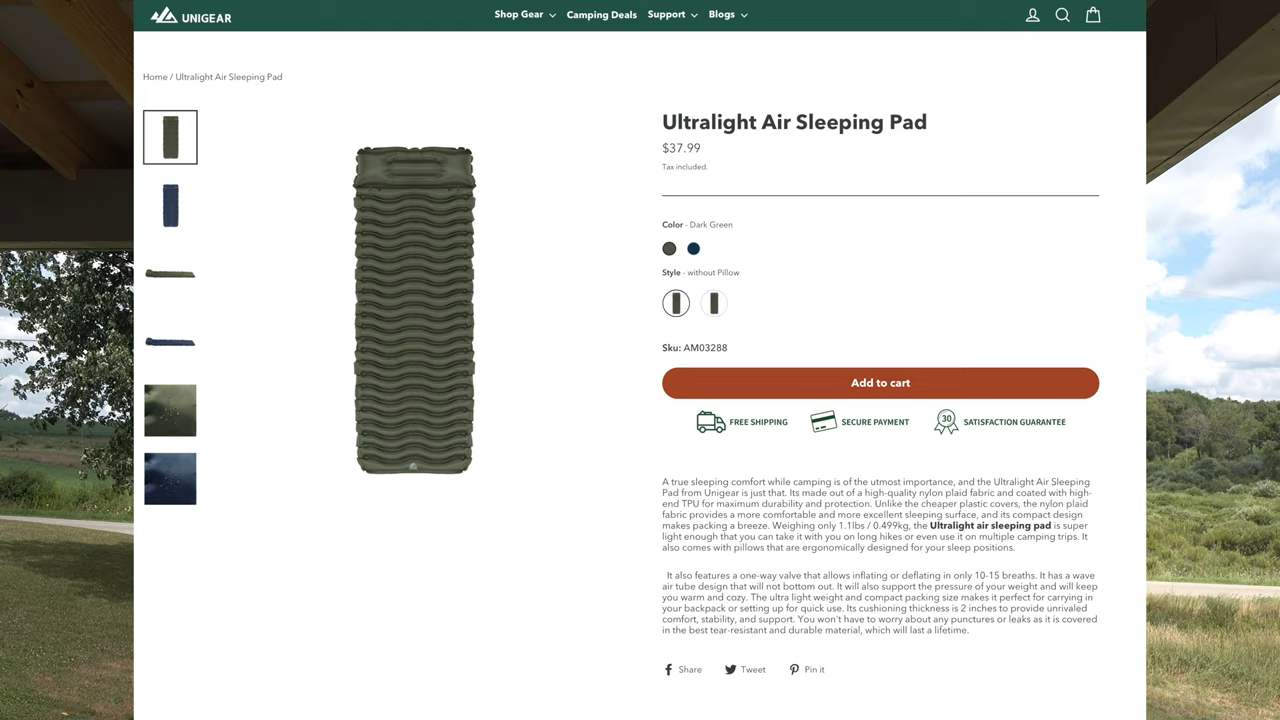 UNIGEAR
Shop Gear
Camping Deals
Support
Blogs
Home / Ultralight Air Sleeping Pad
Ultralight Air Sleeping Pad
$37.99
Tax included.
Color - Dark Green
Style - without Pillow
Sku: AM03288
Add to cart
FREE SHIPPING
SECURE PAYMENT
30
SATISFACTION GUARANTEE
A true sleeping comfort while camping is of the utmost importance, and the Ultralight Air Sleeping
Pad from Unigear is just that. Its made out of a high-quality nylon plaid fabric and coated with high-
end TPU for maximum durability and protection. Unlike the cheaper plastic covers, the nylon plaid
fabric provides a more comfortable and more excellent sleeping surface, and its compact design
makes packing a breeze. Weighing only 1.1lbs / 0.499kg, the Ultralight air sleeping pad is super
light enough that you can take it with you on long hikes or even use it on multiple camping trips. It
also comes with pillows that are ergonomically designed for your sleep positions.
It also features a one-way valve that allows inflating or deflating in only 10-15 breaths. It has a wave
air tube design that will not bottom out. It will also support the pressure of your weight and will keep
you warm and cozy. The ultra light weight and compact packing size makes it perfect for carrying in
your backpack or setting up for quick use. Its cushioning thickness is 2 inches to provide unrivaled
comfort, stability, and support. You won't have to worry about any punctures or leaks as it is covered
in the best tear-resistant and durable material, which will last a lifetime.
Share
Tweet
Pin it